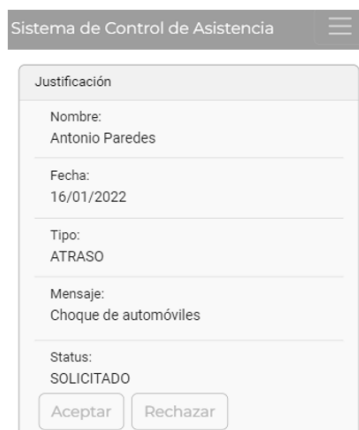 Sistema de Control de Asistencia
Justificación
Nombre:
Antonio Paredes
Fecha:
16/01/2022
Tipo:
ATRASO
Mensaje:
Choque de automóviles
Status:
SOLICITADO
Aceptar Rechazar